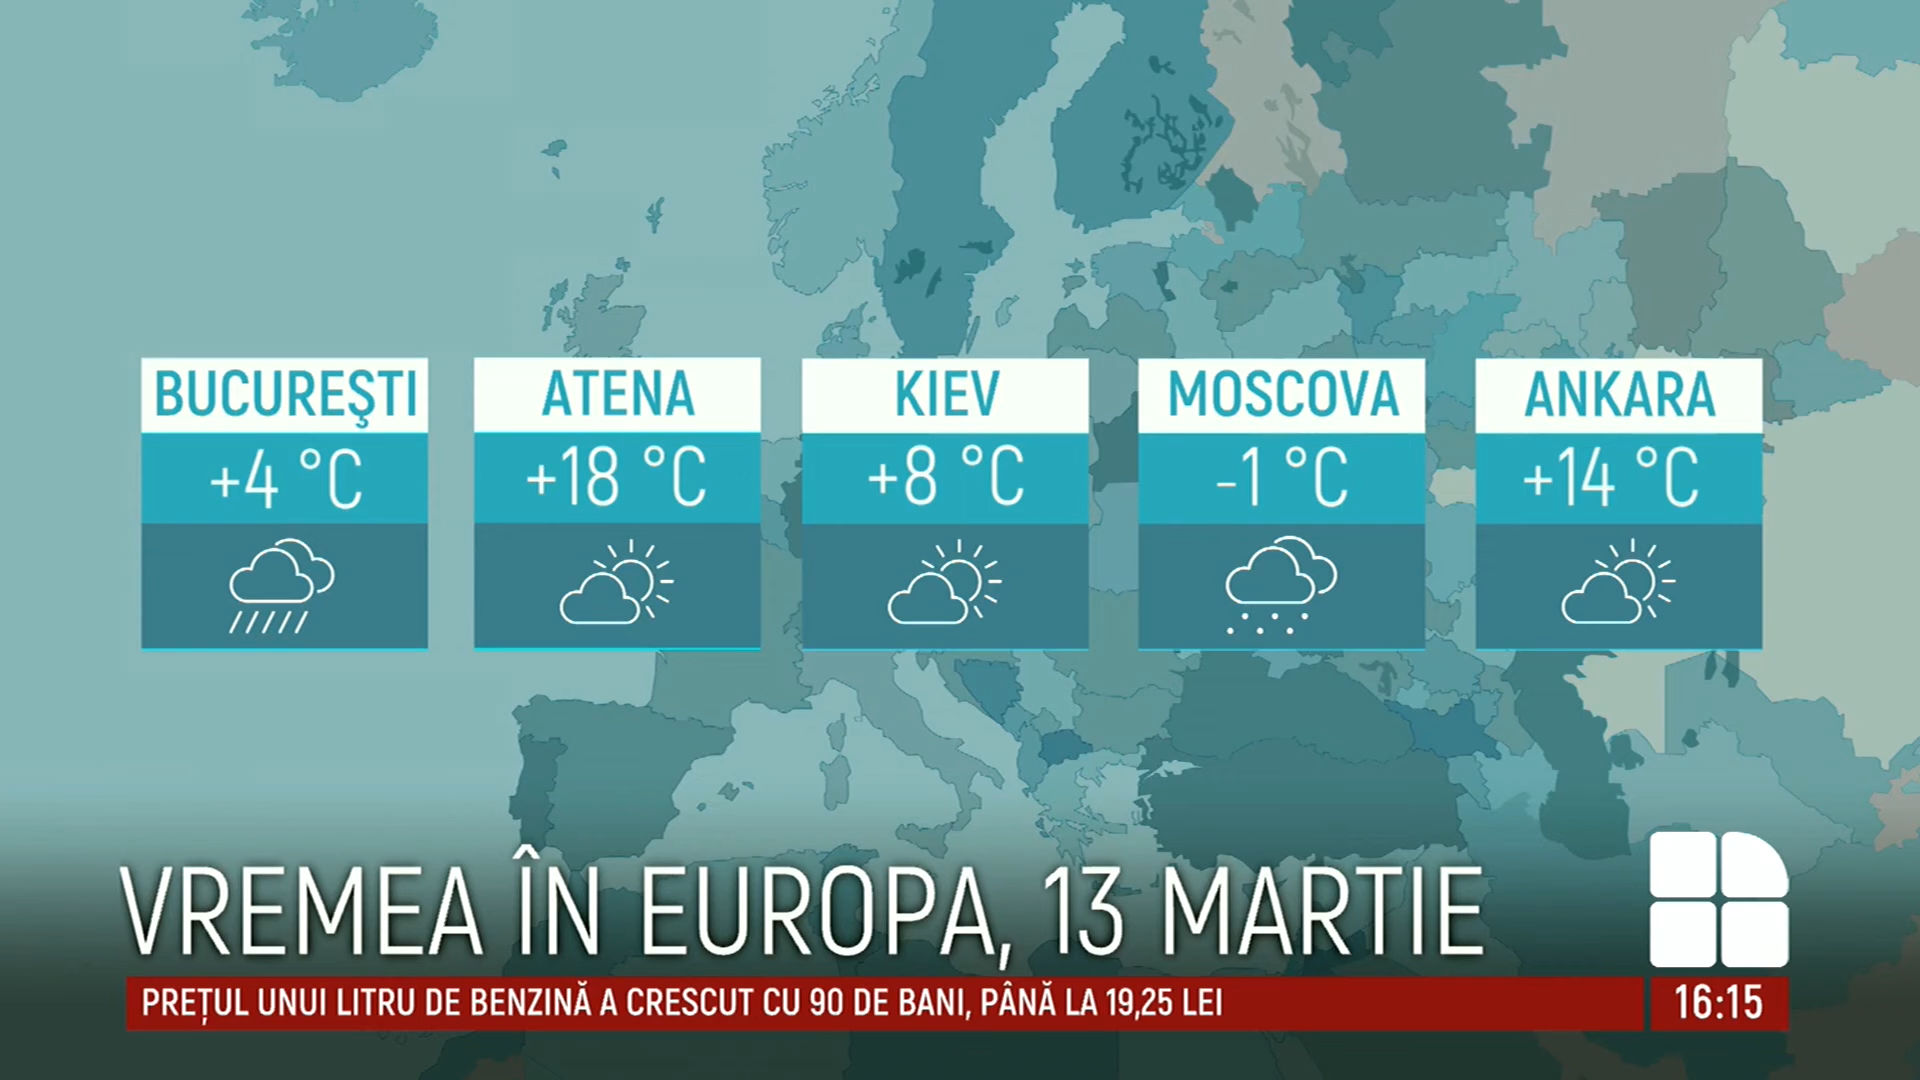 BUCUREŞTI
+4 °C
ATENA
+18 °C
KIEV
+8 °C
MOSCOVA
-1 °C
ANKARA
+14 °C
VREMEA ÎN EUROPA, 13 MARTIE
PREȚUL UNUI LITRU DE BENZINĂ A CRESCUT CU 90 DE BANI, PÂNĂ LA 19,25 LEI
16:15